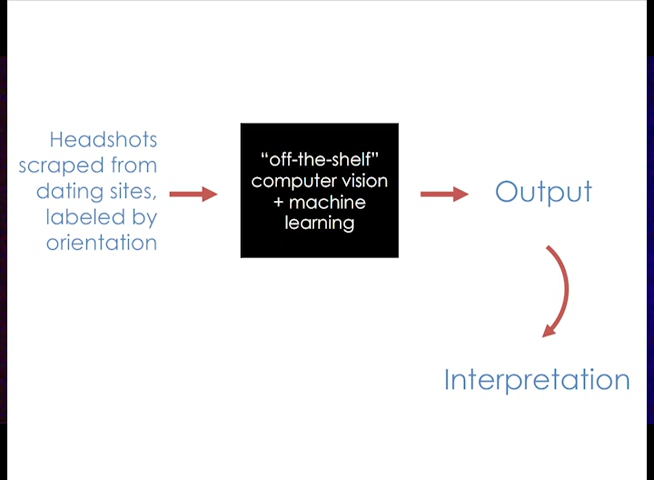 Headshots
scraped from
dating sites,
labeled by
orientation
“off-the-shelf”
computer vision
+ machine
learning
Output
Interpretation